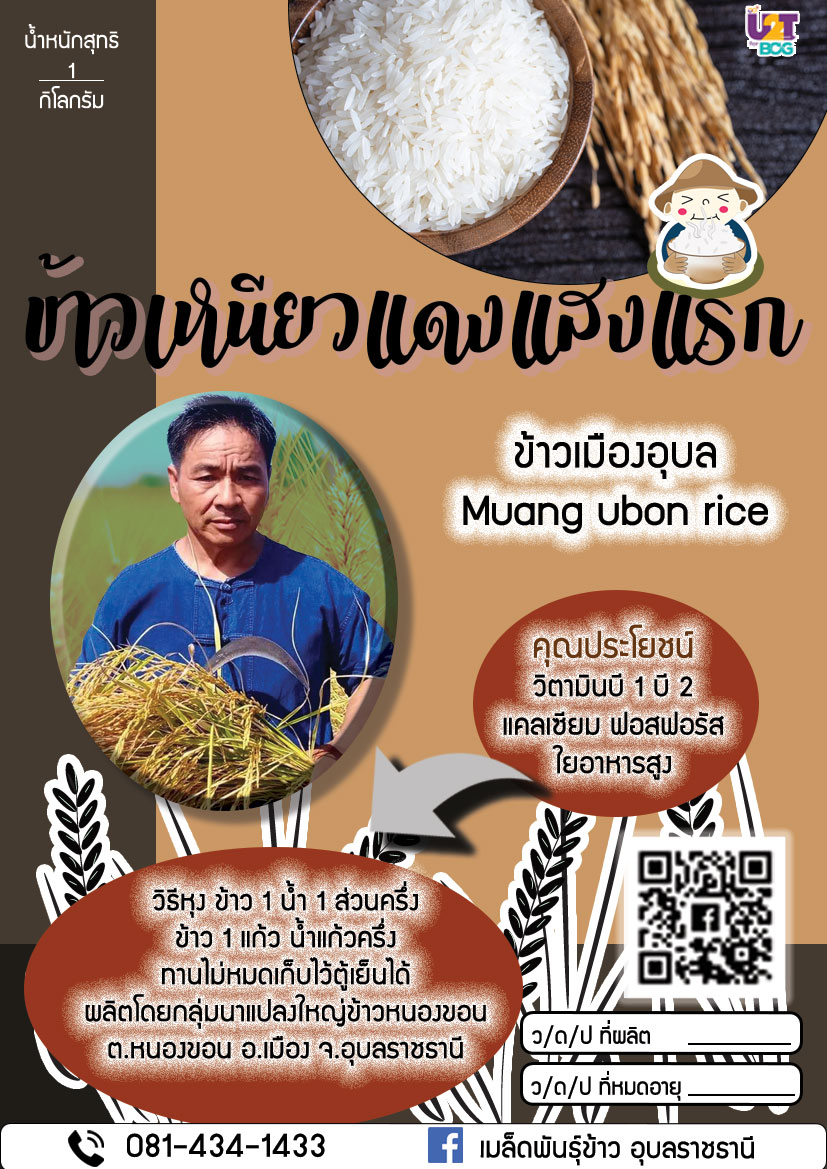 น้ำหนักสุทธิ
1
กิโลกรัม
U2T
for
BCG
ข้าวเหนียวแดงแสงแรก
ข้าวเมืองอุบล
Muang ubon rice
คุณประโยชน์
วิตามินบี 1 บี 2
แคลเซียม ฟอสฟอรัส
ใยอาหารสูง
วิธีหุง ข้าว 1 น้ำ 1 ส่วนครึ่ง
ข้าว 1 แก้ว น้ำแก้วครึ่ง
ทานไม่หมดเก็บไว้ตู้เย็นได้
ผลิตโดยกลุ่มนาแปลงใหญ่ข้าวหนองขอน
ต.หนองขอน อ.เมือง จ.อุบลราชธานี
ว/ด/ป ที่ผลิต
ว/ด/ป ที่หมดอายุ
081-434-1433
เมล็ดพันธุ์ข้าว อุบลราชธานี